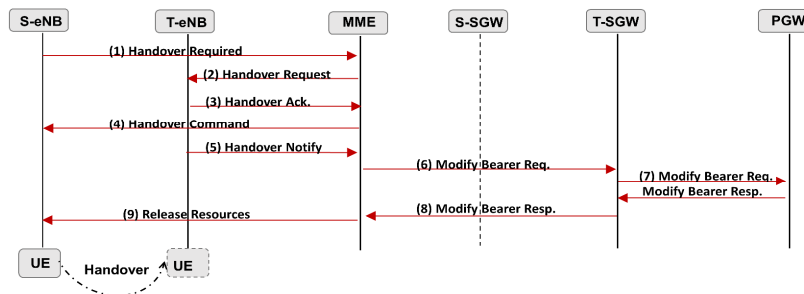 S-eNB T-eNB MME S-SGW T-SGW PGW
(1) Handover Required
(2) Handover Request
(3) Handover Ack.
(4) Handover Command
(5) Handover Notify
(6) Modify Bearer Req.
(7) Modify Bearer Req.
Modify Bearer Resp.
(8) Modify Bearer Resp.
(9) Release Resources
UE Handover UE